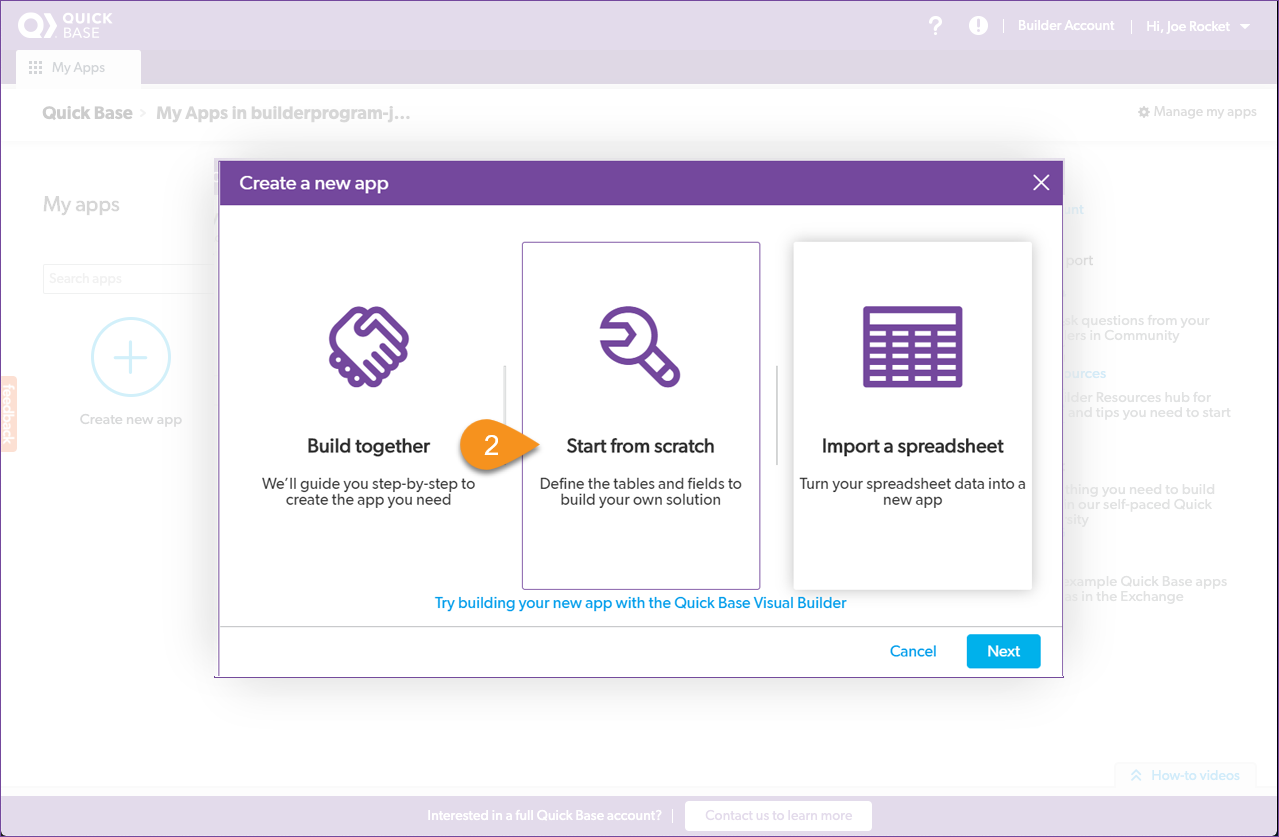 QUICK
BASE
? ! Builder Account Hi, Joe Rocket
My Apps
Quick Base > My Apps in builderprogram-j...
Manage my apps
Create a new app
My apps
unt
Search apps
port
sk questions from your
ers in Community
urces
lder Resources hub for
and tips you need to start
thing you need to build
n our self-paced Quick
sity
xample Quick Base apps
as in the Exchange
Create new app
feedback
Build together
We'll guide you step-by-step to
create the app you need
2
Start from scratch
Define the tables and fields to
build your own solution
Import a spreadsheet
Turn your spreadsheet data into a
new app
Try building your new app with the Quick Base Visual Builder
Cancel
Next
How-to videos
Interested in a full Quick Base account?
Contact us to learn more